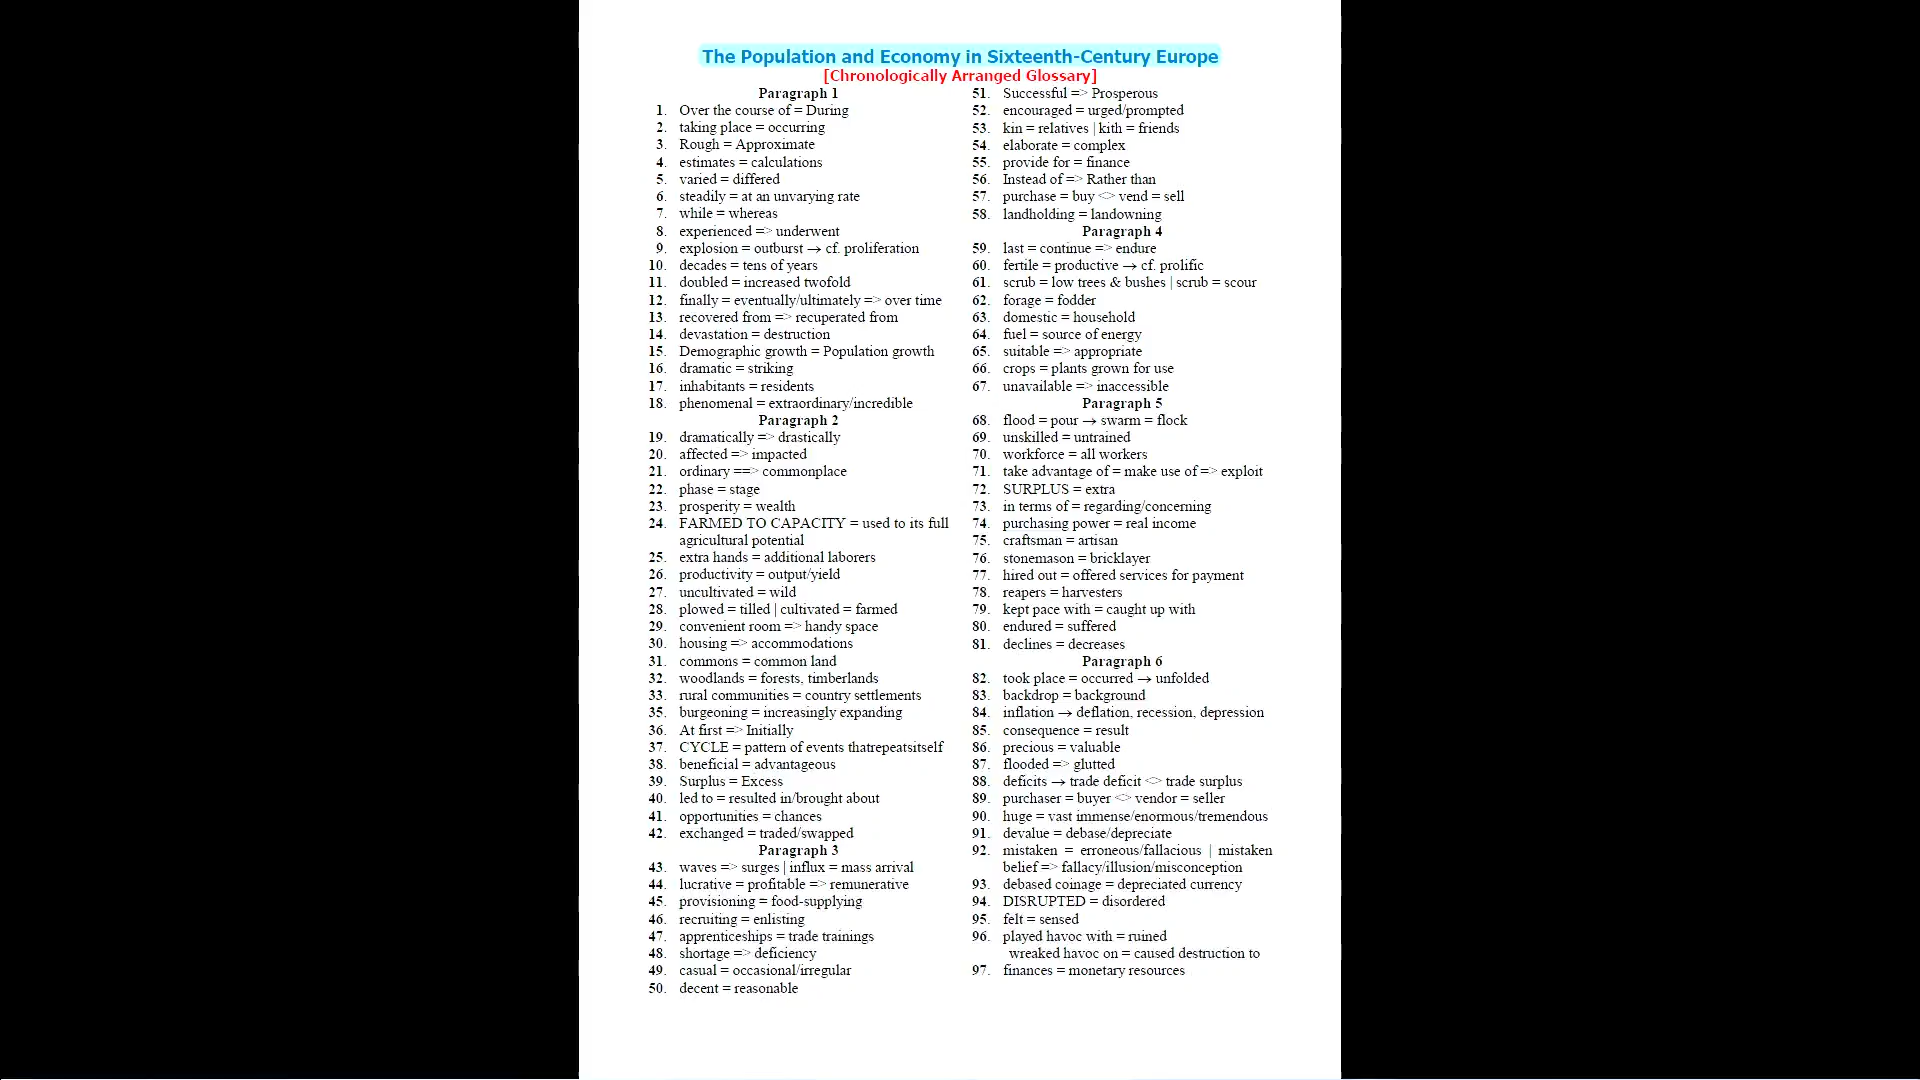 The Population and Economy in Sixteenth-Century Europe
[Chronologically Arranged Glossary]
Paragraph 1
1. Over the course of = During
2. taking place = occurring
3. Rough = Approximate
4. estimates = calculations
5. varied = differed
6. steadily = at an unvarying rate
7. while = whereas
8. experienced => underwent
9. explosion = outburst → cf. proliferation
10. decades = tens of years
11. doubled = increased twofold
12. finally = eventually/ultimately => over time
13. recovered from => recuperated from
14. devastation = destruction
15. Demographic growth = Population growth
16. dramatic = striking
17. inhabitants = residents
18. phenomenal = extraordinary/incredible
Paragraph 2
19. dramatically => drastically
20. affected => impacted
21. ordinary ==> commonplace
22. phase = stage
23. prosperity = wealth
24. FARMED TO CAPACITY = used to its full
agricultural potential
25. extra hands = additional laborers
26. productivity = output/yield
27. uncultivated = wild
28. plowed = tilled | cultivated = farmed
29. convenient room => handy space
30. housing => accommodations
31. commons = common land
32. woodlands = forests, timberlands
33. rural communities = country settlements
35. burgeoning = increasingly expanding
36. At first => Initially
37. CYCLE = pattern of events thatrepeatsitself
38. beneficial = advantageous
39. Surplus = Excess
40. led to = resulted in/brought about
41. opportunities = chances
42. exchanged = traded/swapped
Paragraph 3
43. waves => surges | influx = mass arrival
44. lucrative = profitable => remunerative
45. provisioning = food-supplying
46. recruiting = enlisting
47. apprenticeships = trade trainings
48. shortage => deficiency
49. casual = occasional/irregular
50. decent = reasonable
51. Successful => Prosperous
52. encouraged = urged/prompted
53. kin = relatives | kith = friends
54. elaborate = complex
55. provide for = finance
56. Instead of => Rather than
57. purchase = buy <> vend = sell
58. landholding = landowning
Paragraph 4
59. last = continue => endure
60. fertile = productive → cf. prolific
61. scrub = low trees & bushes | scrub = scour
62. forage = fodder
63. domestic = household
64. fuel = source of energy
65. suitable => appropriate
66. crops = plants grown for use
67. unavailable => inaccessible
Paragraph 5
68. flood = pour → swarm = flock
69. unskilled = untrained
70. workforce = all workers
71. take advantage of = make use of => exploit
72. SURPLUS = extra
73. in terms of = regarding/concerning
74. purchasing power = real income
75. craftsman = artisan
76. stonemason = bricklayer
77. hired out = offered services for payment
78. reapers = harvesters
79. kept pace with = caught up with
80. endured = suffered
81. declines = decreases
Paragraph 6
82. took place = occurred → unfolded
83. backdrop = background
84. inflation → deflation, recession, depression
85. consequence = result
86. precious = valuable
87. flooded => glutted
88. deficits → trade deficit <> trade surplus
89. purchaser = buyer <> vendor = seller
90. huge = vast immense/enormous/tremendous
91. devalue = debase/depreciate
92. mistaken = erroneous/fallacious | mistaken
belief => fallacy/illusion/misconception
93. debased coinage = depreciated currency
94. DISRUPTED = disordered
95. felt = sensed
96. played havoc with = ruined
wreaked havoc on = caused destruction to
97. finances = monetary resources